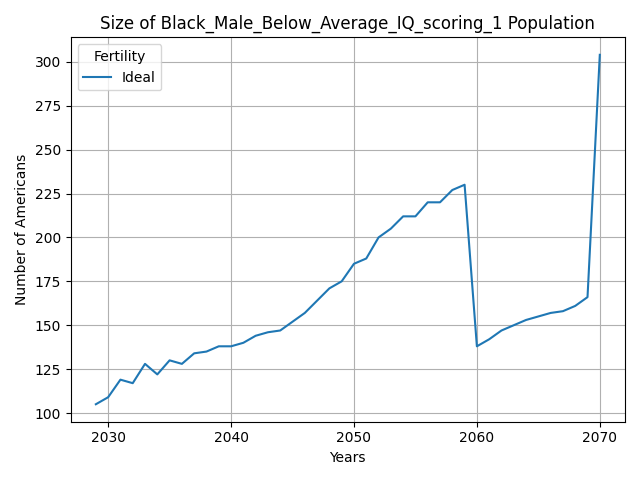 Size of Black_Male_Below_Average_IQ_scoring_1 Population
Fertility
Ideal
Number of Americans
300
275
250
225
200
175
150
125
100
2030 2040 2050 2060 2070
Years